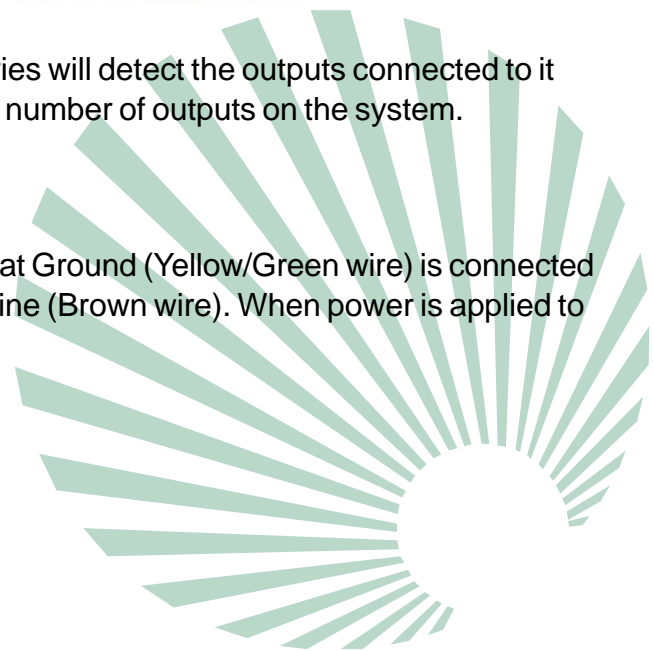 ies will detect the outputs connected to it
number of outputs on the system.
at Ground (Yellow/Green wire) is connected
ine (Brown wire). When power is applied to